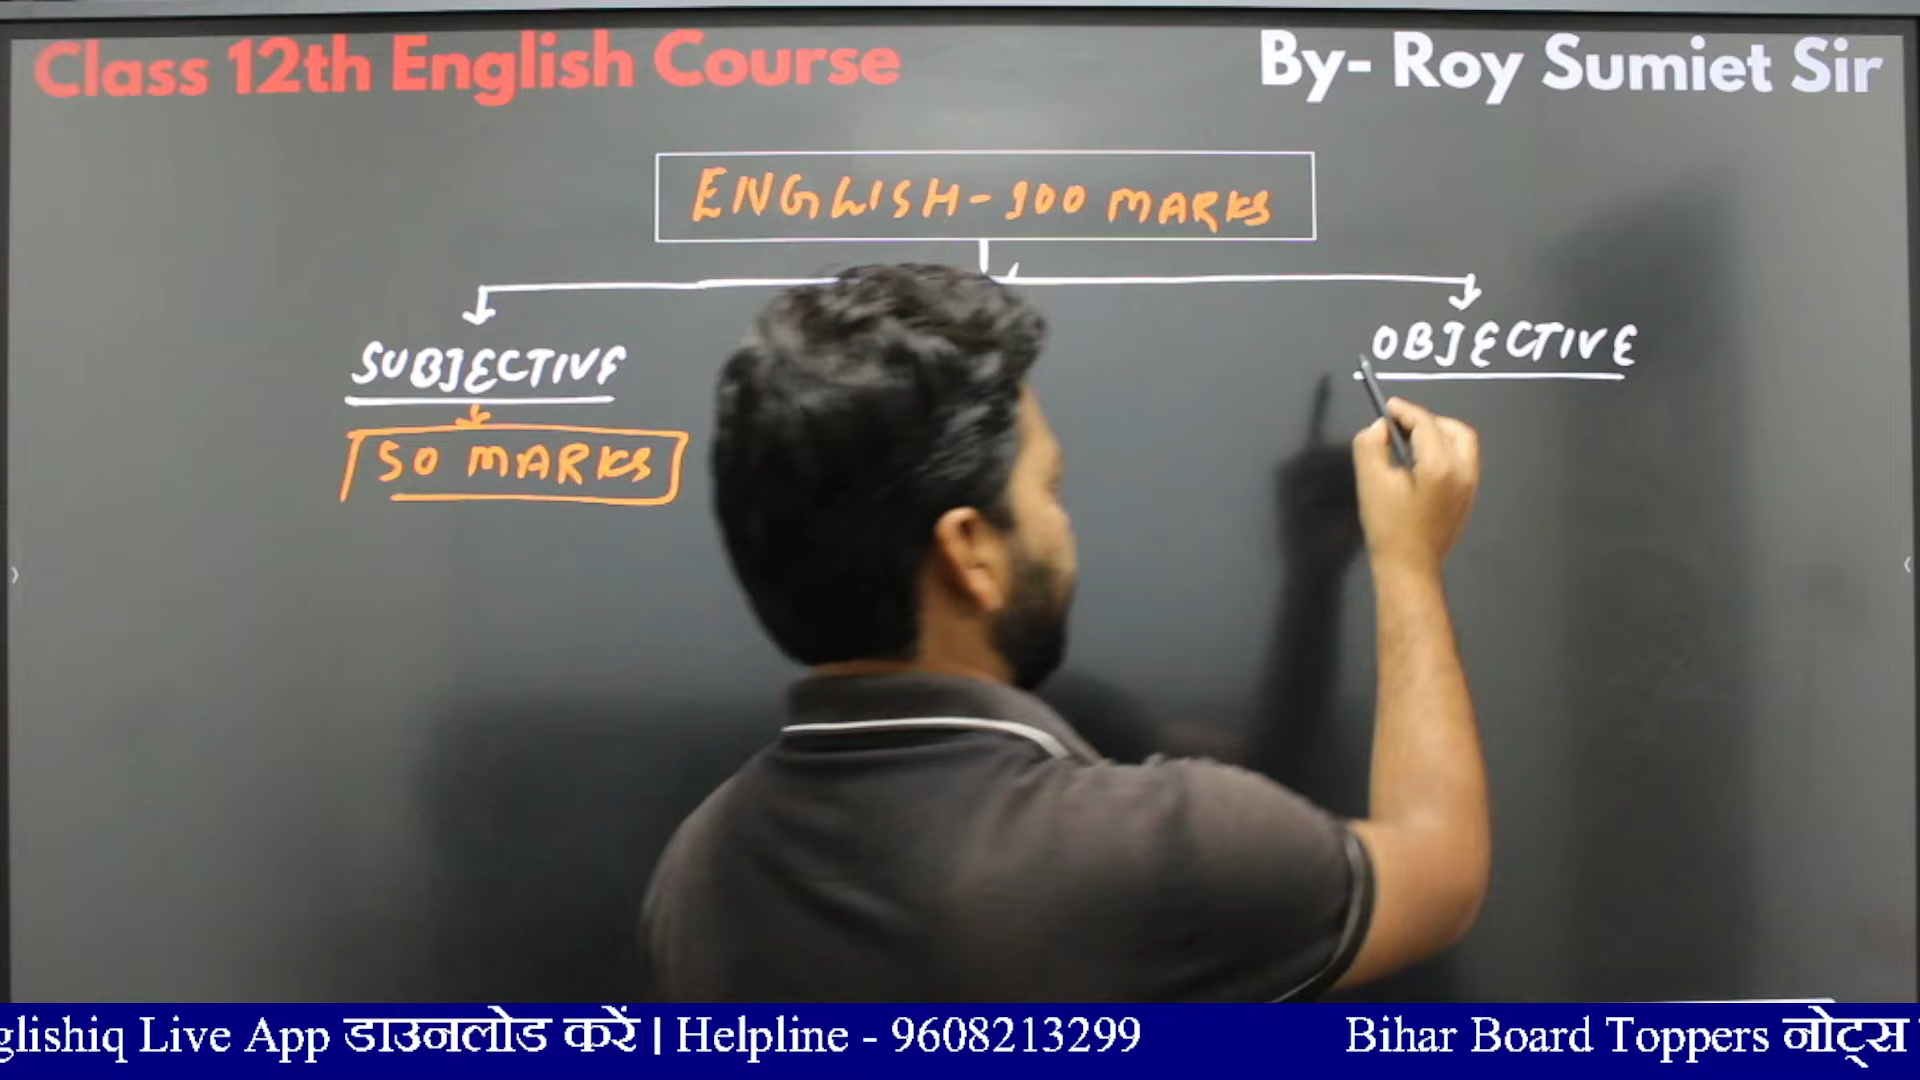 Class 12th English Course
By- Roy Sumiet Sir
ENGLISH - 100 MARKS
SUBJECTIVE
OBJECTIVE
50 MARKS
glishiq Live App डाउनलोड करें | Helpline - 9608213299
Bihar Board Toppers नोट्स